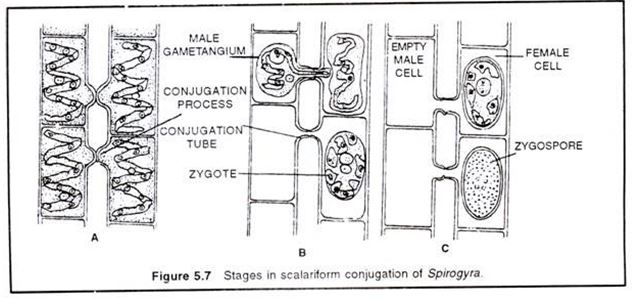 MALE
GAMETANGIUM
CONJUGATION
PROCESS
CONJUGATION
TUBE
ZYGOTE
EMPTY
MALE
CELL
FEMALE
CELL
ZYGOSPORE
A
B
C
Figure 5.7 Stages in scalariform conjugation of Spirogyra.